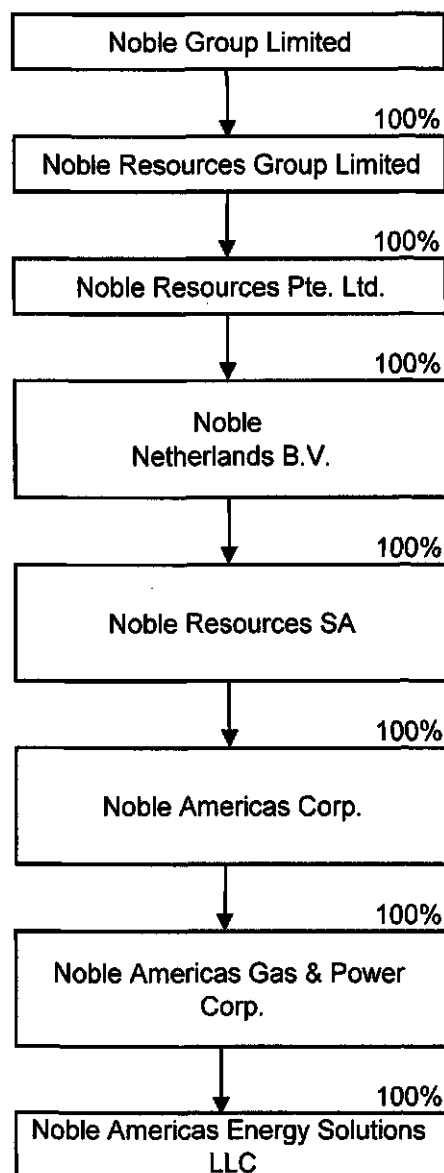 Noble Group Limited
100%
Noble Resources Group Limited
100%
Noble Resources Pte. Ltd.
100%
Noble
Netherlands B.V.
100%
Noble Resources SA
100%
Noble Americas Corp.
100%
Noble Americas Gas & Power
Corp.
100%
Noble Americas Energy Solutions
LLC